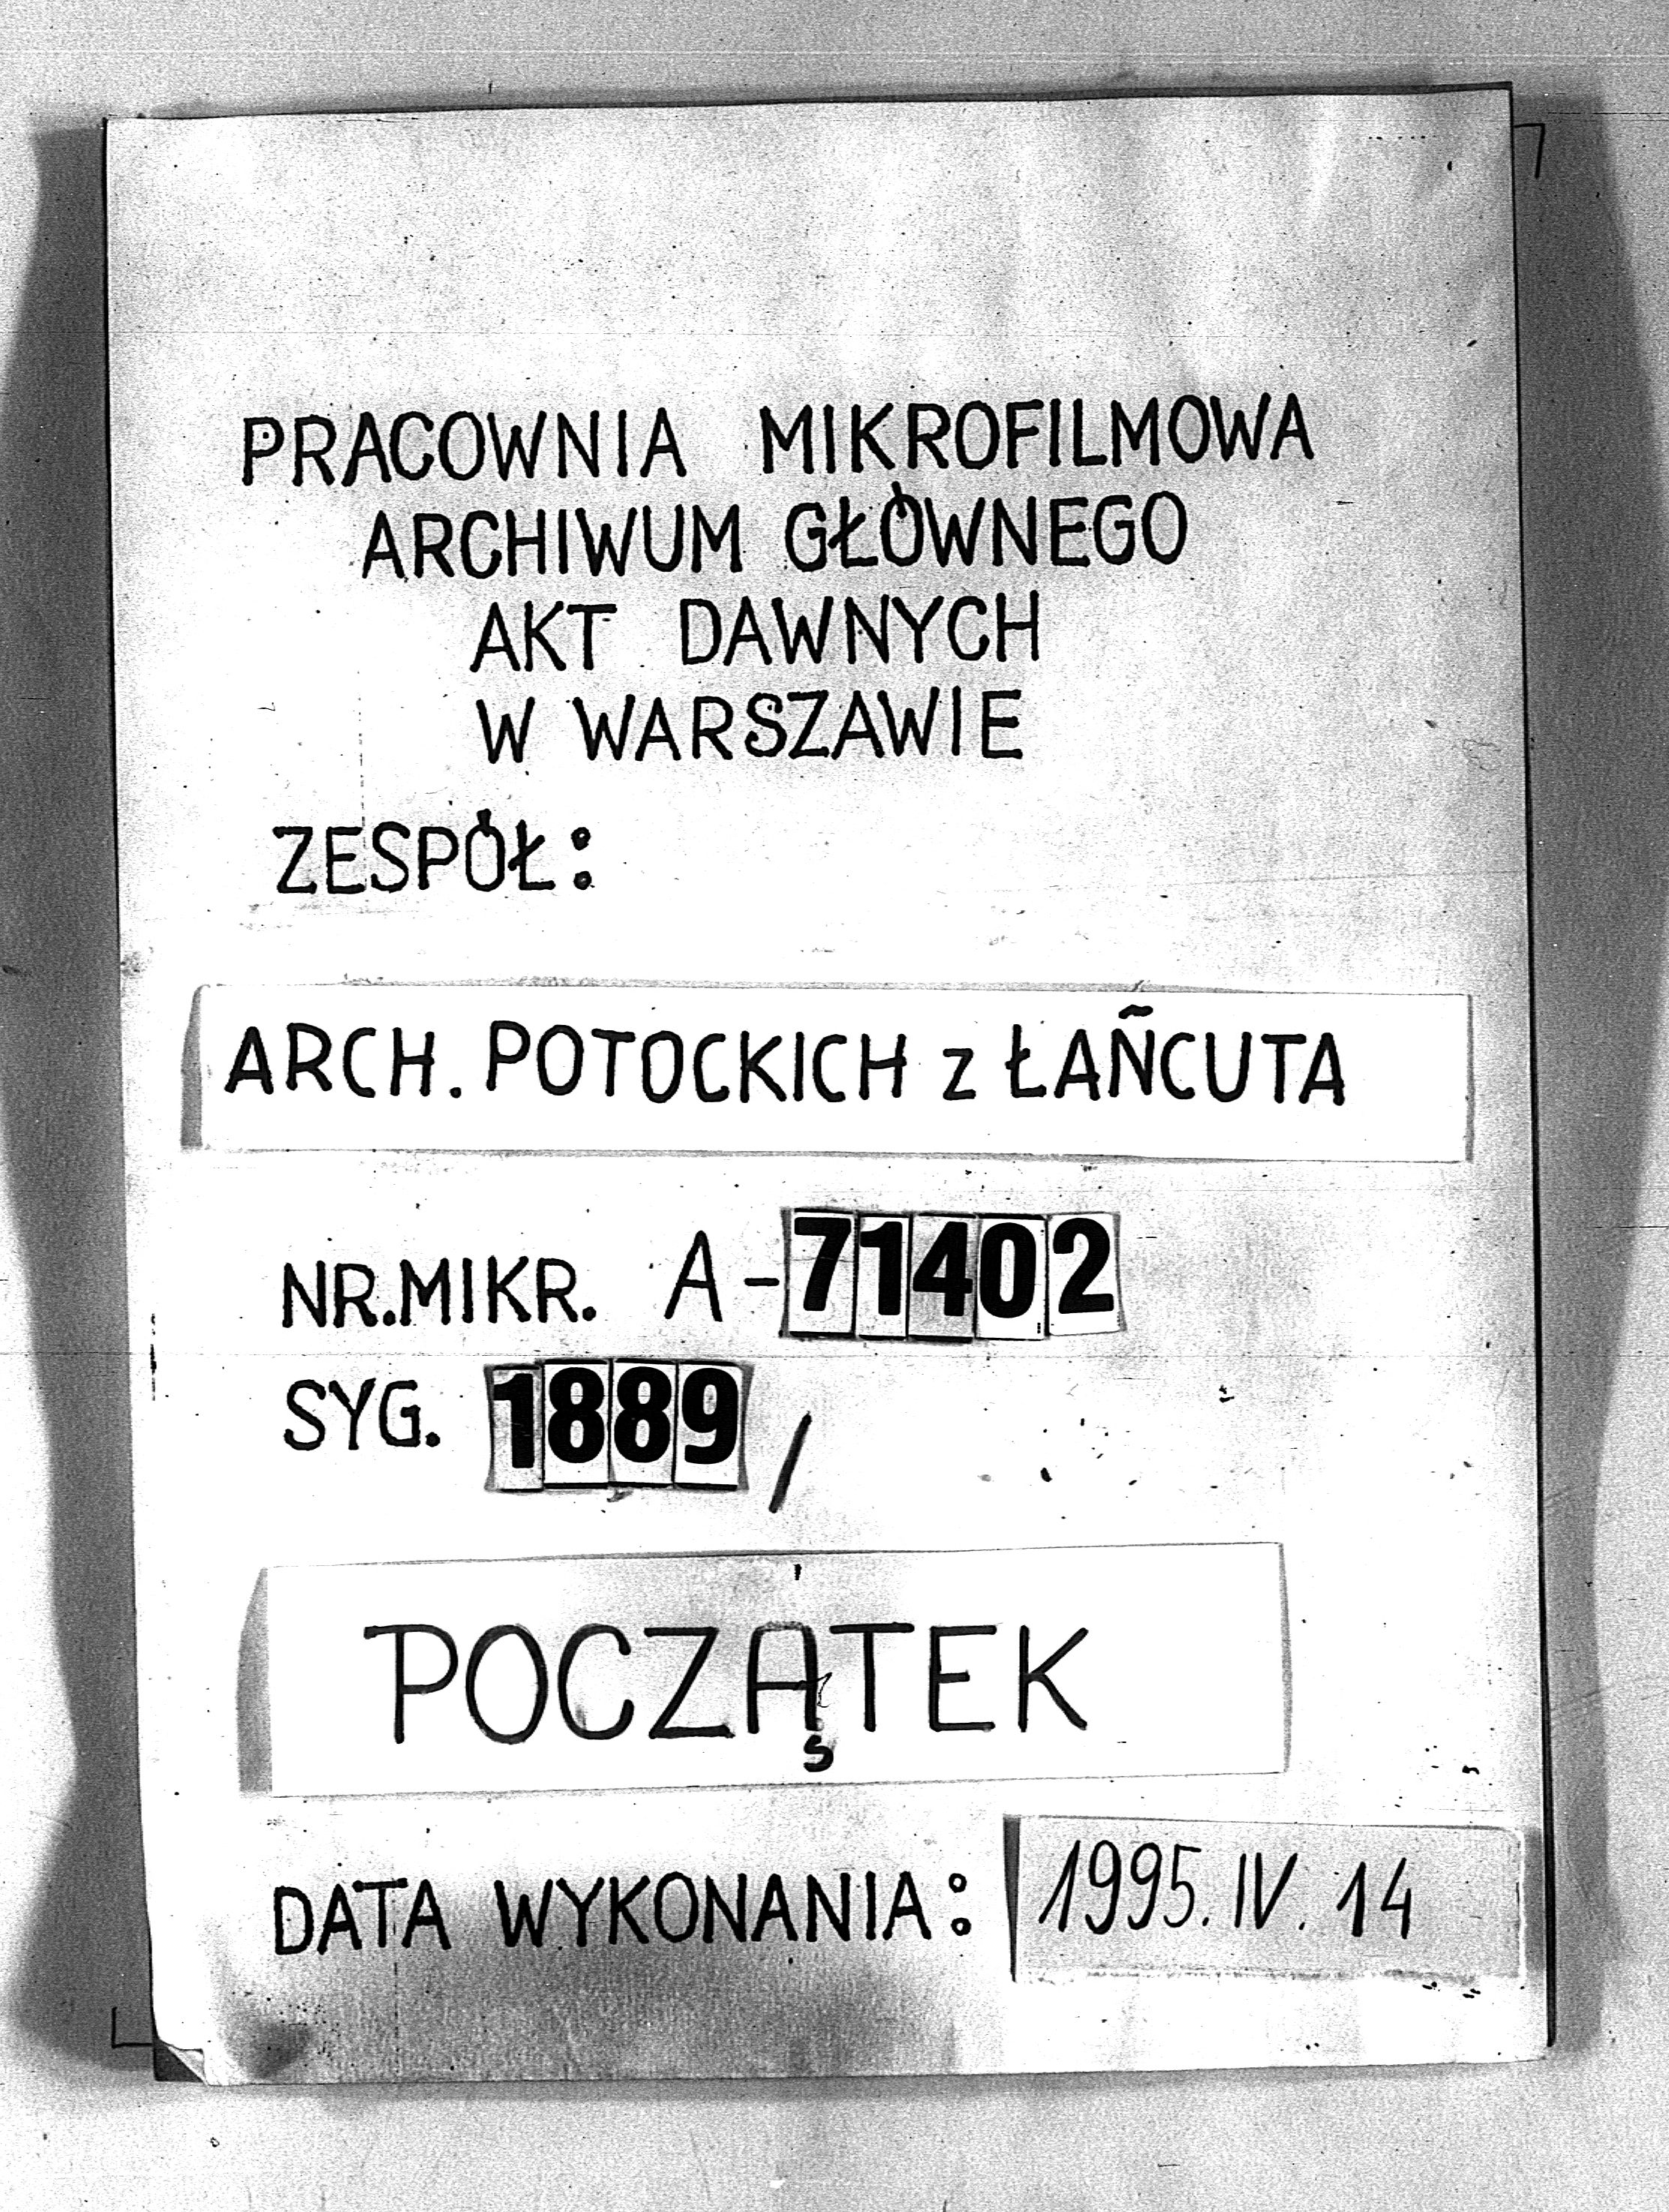 PRACOWNIA MIKROFILMOWA
ARCHIWUM GŁÓWNEGO
AKT DAWNYCH
W WARSZAWIE
ZESPÓŁ:
ARCH. POTOCKICH z ŁAÑCUTA
NR.MIKR. A-71402
SYG. 1889/
POCZĄTEK
DATA WYKONANIA: 1995.IV.14